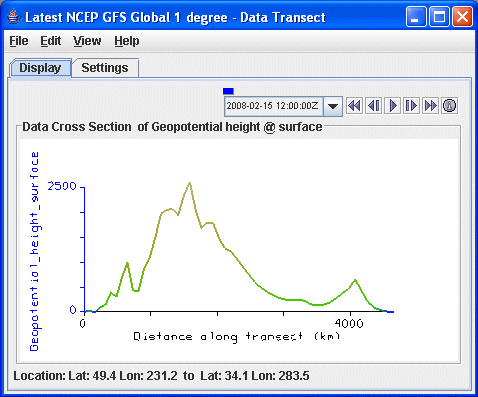 Latest NCEP GFS Global 1 degree - Data Transect
File Edit View Help
Display Settings
2008-02-15 12:00:00Z
Data Cross Section of Geopotential height @ surface
Geopotential_height_surface
2500
0
0 4000
Distance along transect (km)
Location: Lat: 49.4 Lon: 231.2 to Lat: 34.1 Lon: 283.5